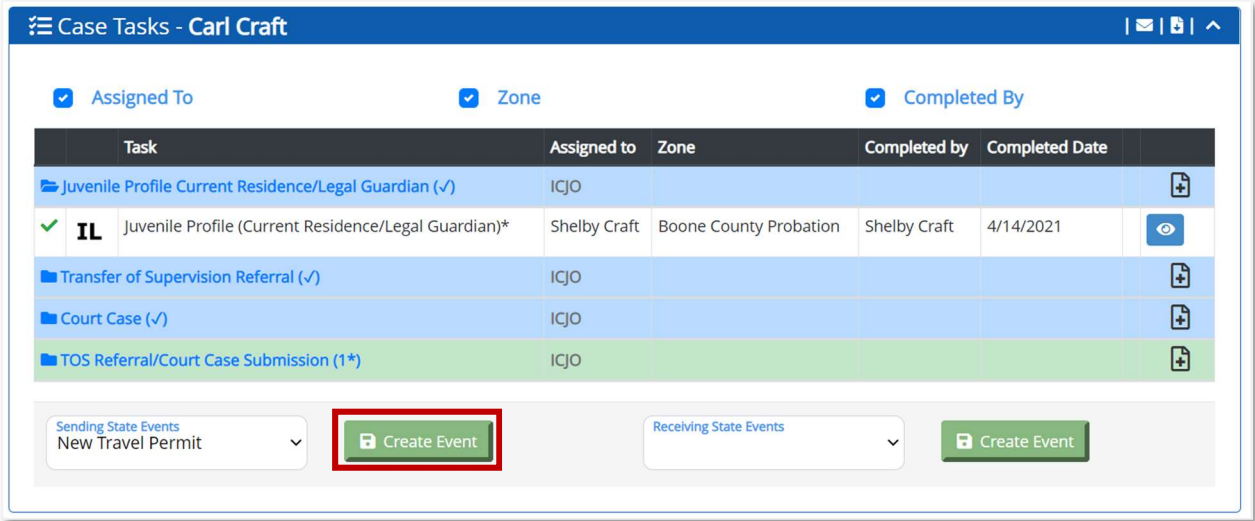 Case Tasks - Carl Craft
Assigned To Zone Completed By
Task Assigned to Zone Completed by Completed Date
Juvenile Profile Current Residence/Legal Guardian (✓) ICJO
IL Juvenile Profile (Current Residence/Legal Guardian)* Shelby Craft Boone County Probation Shelby Craft 4/14/2021
Transfer of Supervision Referral (✓) ICJO
Court Case (✓) ICJO
TOS Referral/Court Case Submission (1*) ICJO
Sending State Events Receiving State Events
New Travel Permit Create Event Create Event